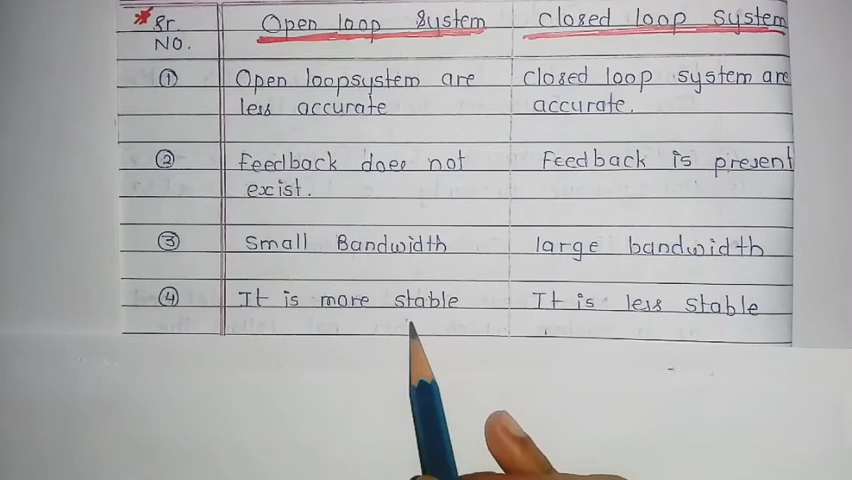 * Sr. NO.
Open loop System
closed loop system
①
Open loopsystem are
less accurate
closed loop system are
accurate.
②
Feedback does not
exist.
Feedback is present
③
Small Bandwidth
large bandwidth
④
It is more stable
It is less stable